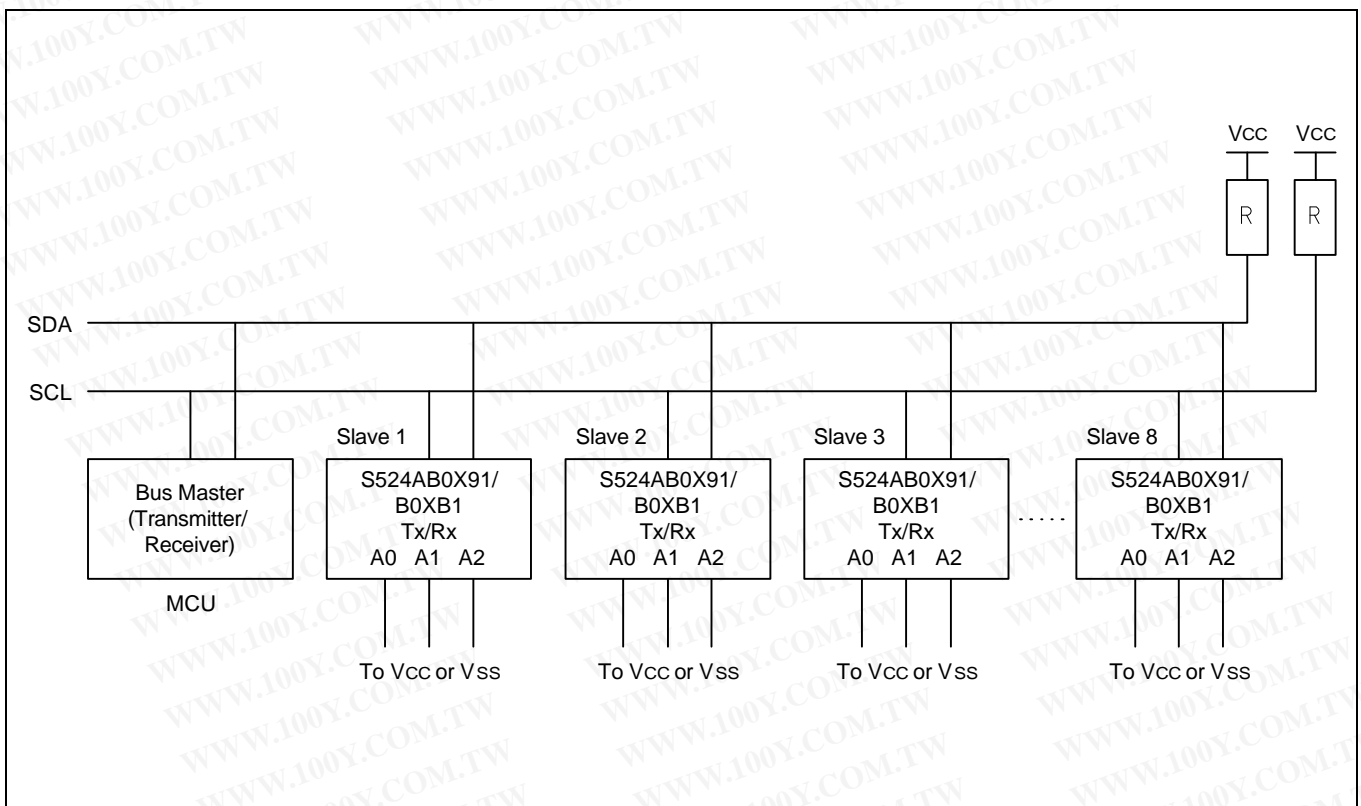 Vcc Vcc
R R
SDA
SCL
Slave 1 Slave 2 Slave 3 Slave 8
Bus Master
(Transmitter/
Receiver)
MCU
S524AB0X91/
B0XB1
Tx/Rx
A0 A1 A2
To Vcc or Vss
S524AB0X91/
B0XB1
Tx/Rx
A0 A1 A2
To Vcc or Vss
S524AB0X91/
B0XB1
Tx/Rx
A0 A1 A2
To Vcc or Vss
.....
S524AB0X91/
B0XB1
Tx/Rx
A0 A1 A2
To Vcc or Vss
WWW.100Y.COM.TW